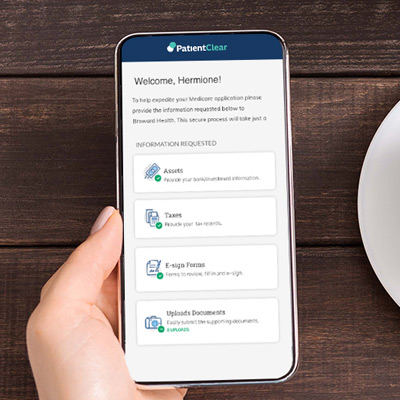 PatientClear
Welcome, Hermione!
To help expedite your Medicare application please
provide the information requested below to
Broward Health. This secure process will take just a
INFORMATION REQUESTED
Assets
Provide your bank/investment information.
Taxes
Provide your tax records.
E-sign Forms
Forms to review, fill in and e-sign.
Uploads Documents
Easily submit the supporting documents.
UPLOADS